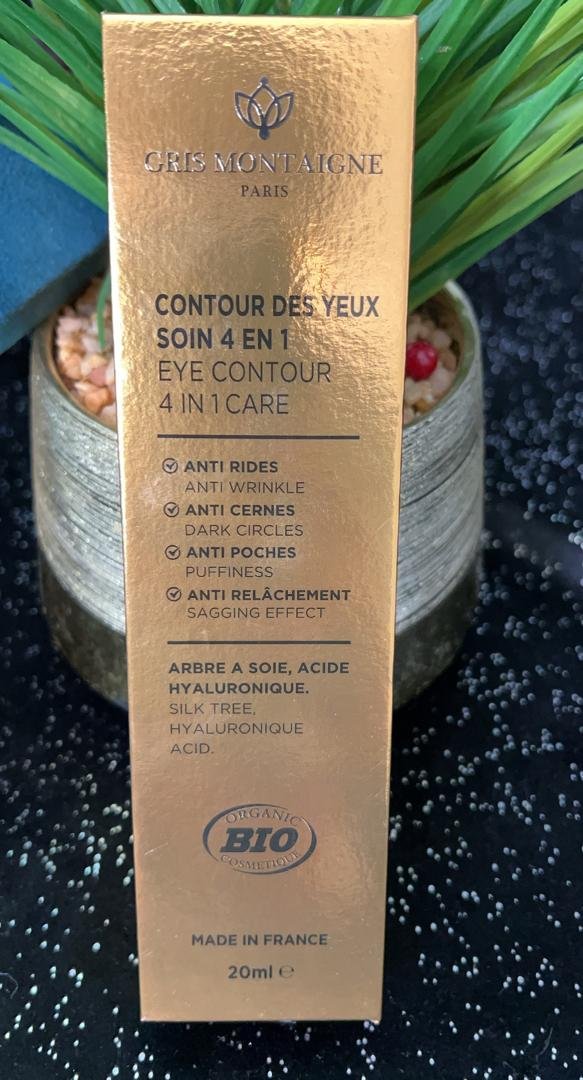 GRIS MONTAIGNE
PARIS
CONTOUR DES YEUX
SOIN 4 EN 1
EYE CONTOUR
4 IN 1 CARE
ANTI RIDES
ANTI WRINKLE
ANTI CERNES
DARK CIRCLES
ANTI POCHES
PUFFINESS
ANTI RELÂCHEMENT
SAGGING EFFECT
ARBRE A SOIE, ACIDE
HYALURONIQUE.
SILK TREE,
HYALURONIQUE
ACID.
ORGANIC
BIO
COSMETIQUE
MADE IN FRANCE
20ml ℮